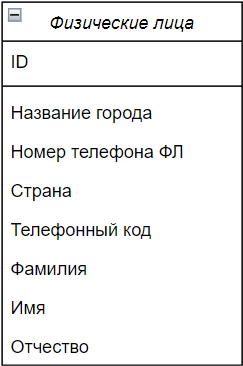 Физические лица
ID
Название города
Номер телефона ФЛ
Страна
Телефонный код
Фамилия
Имя
Отчество